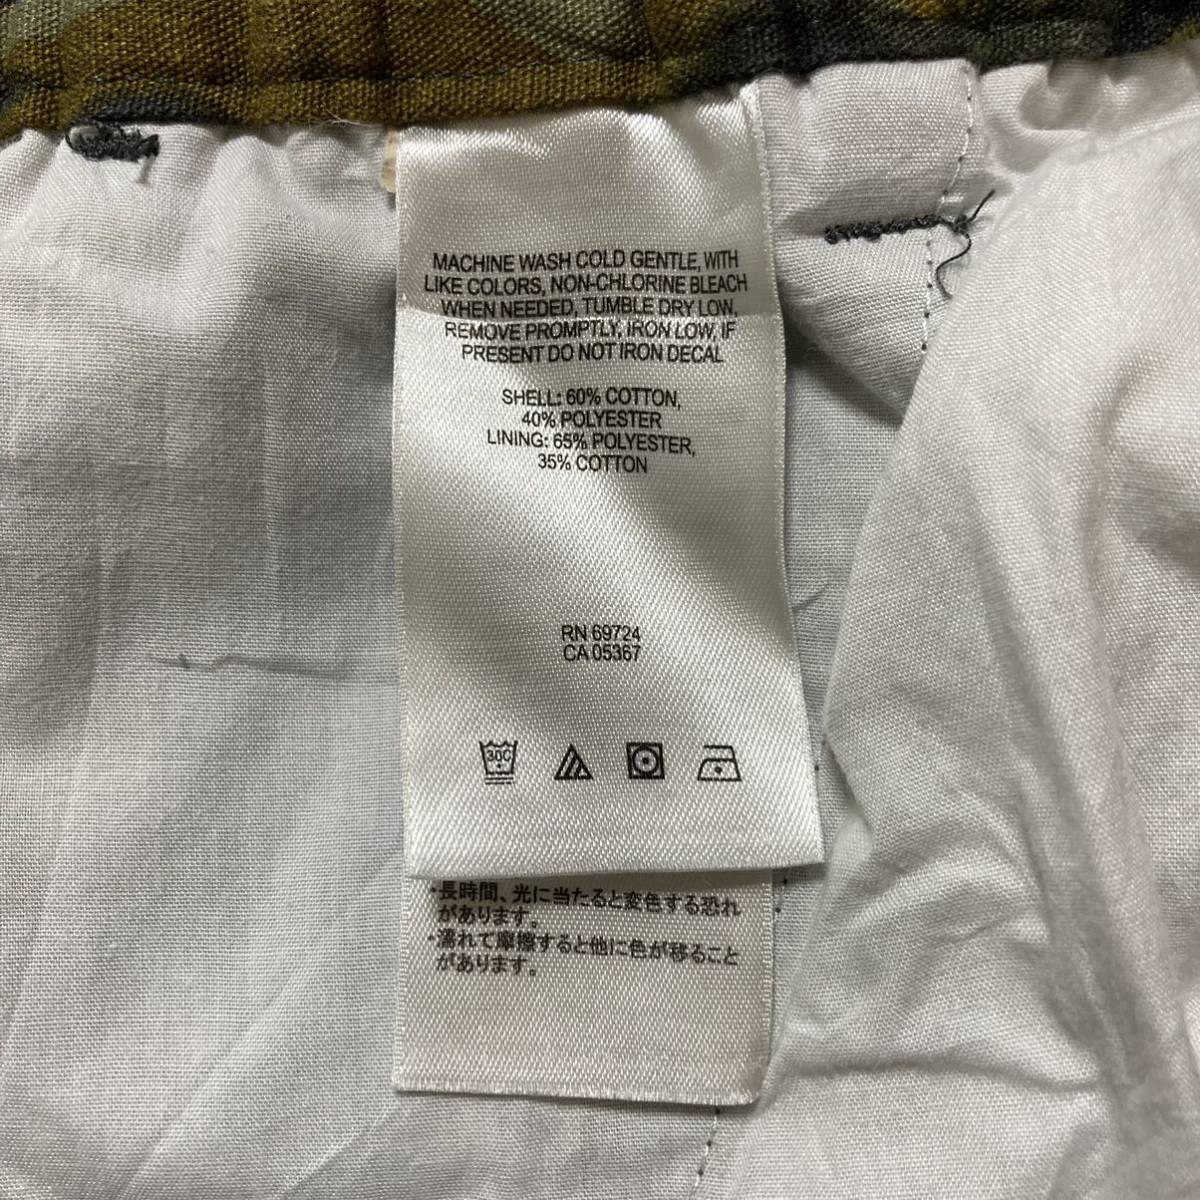 MACHINE WASH COLD GENTLE, WITH
LIKE COLORS, NON-CHLORINE BLEACH
WHEN NEEDED, TUMBLE DRY LOW,
REMOVE PROMPTLY, IRON LOW, IF
PRESENT DO NOT IRON DECAL
SHELL: 60% COTTON,
40% POLYESTER
LINING: 65% POLYESTER,
35% COTTON
RN 69724
CA 05367
30C
・長時間、光に当たると変色する恐れ
があります。
・濡れて摩擦すると他に色が移ること
があります。